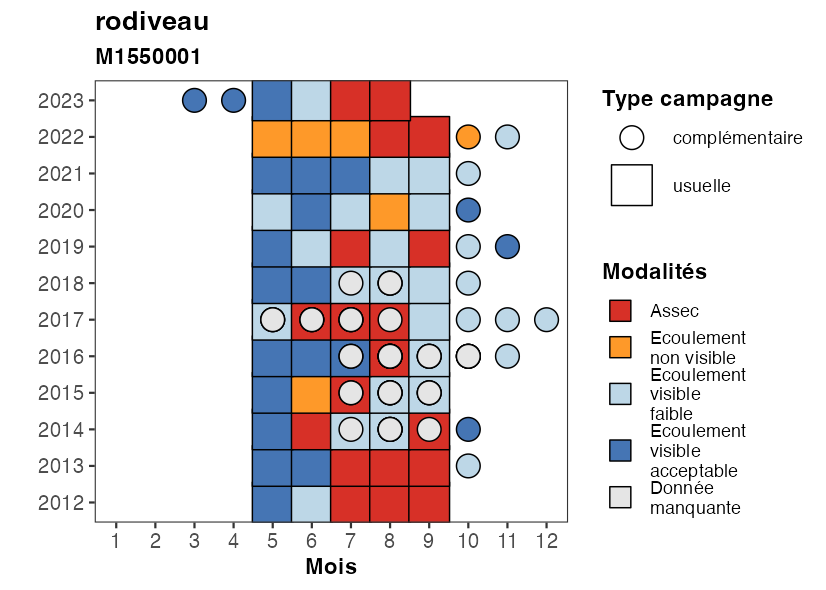 rodiveau
M1550001
2023
2022
2021
2020
2019
2018
2017
2016
2015
2014
2013
2012
1 2 3 4 5 6 7 8 9 10 11 12
Mois
Type campagne
complémentaire
usuelle
Modalités
Assec
Ecoulement
non visible
Ecoulement
visible
faible
Ecoulement
visible
acceptable
Donnée
manquante